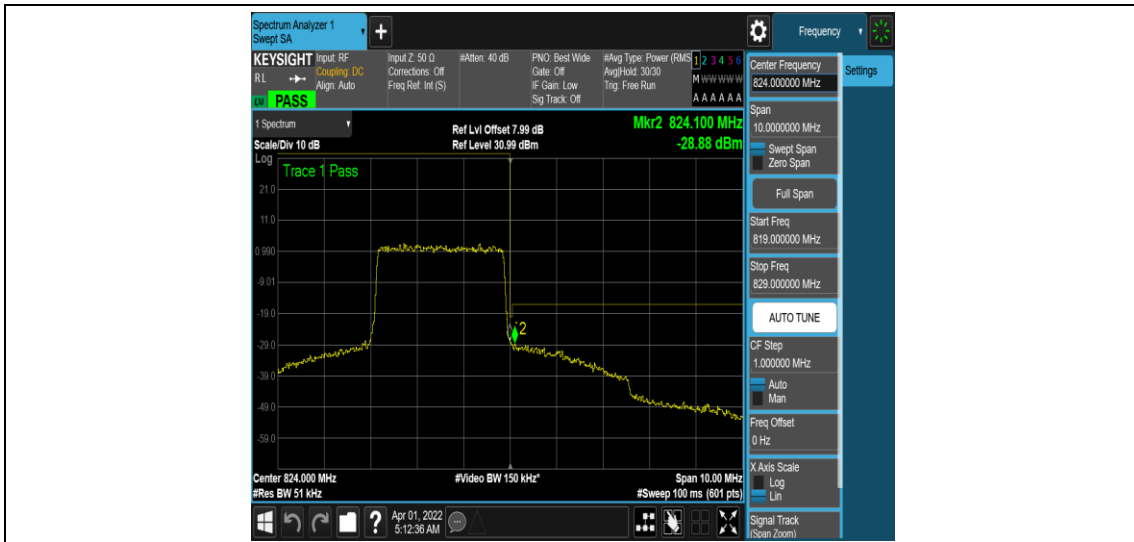 Spectrum Analyzer 1
Swept SA
+
Frequency
KEYSIGHT
RL
PASS
Input: RF
Coupling: DC
Align: Auto
Input Z: 50 Ω
Corrections: Off
Freq Ref: Int (S)
#Atten: 40 dB
PNO: Best Wide
Gate: Off
IF Gain: Low
Sig Track: Off
#Avg Type: Power (RMS
Avg|Hold: 30/30
Trig: Free Run
1 2 3 4 5 6
M W W W W W
A A A A A A
1 Spectrum
Scale/Div 10 dB
Ref Lvl Offset 7.99 dB
Ref Level 30.99 dBm
Mkr2 824.100 MHz
-28.88 dBm
Log
Trace 1 Pass
21.0
11.0
0.990
-9.01
-19.0
-29.0
-39.0
-49.0
-59.0
2
Center 824.000 MHz
#Video BW 150 kHz*
Span 10.00 MHz
#Res BW 51 kHz
#Sweep 100 ms (601 pts)
?
Apr 01, 2022
5:12:36 AM
Center Frequency
824.000000 MHz
Settings
Span
10.0000000 MHz
Swept Span
Zero Span
Full Span
Start Freq
819.000000 MHz
Stop Freq
829.000000 MHz
AUTO TUNE
CF Step
1.000000 MHz
Auto
Man
Freq Offset
0 Hz
X Axis Scale
Log
Lin
Signal Track
(Span Zoom)